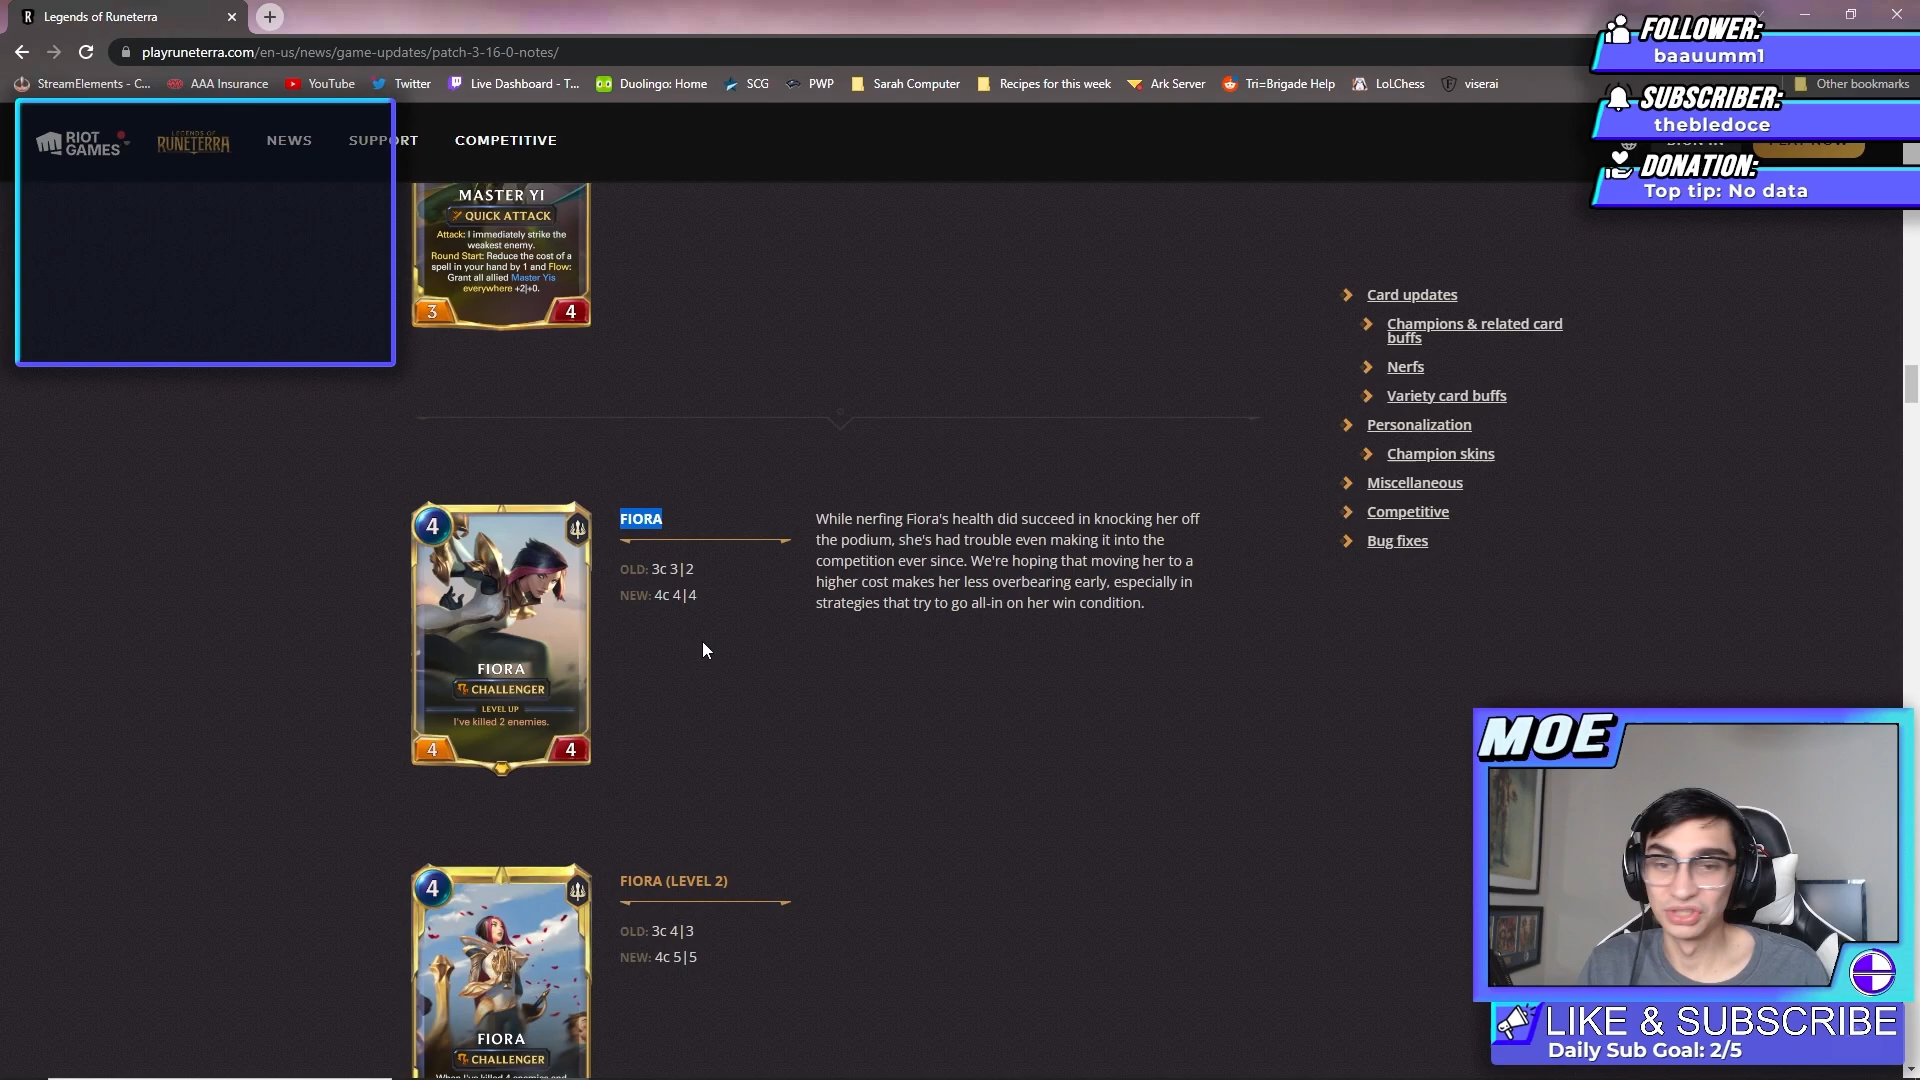 Legends of Runeterra
playruneterra.com/en-us/news/game-updates/patch-3-16-0-notes/
StreamElements - C...
AAA Insurance
YouTube
Twitter
Live Dashboard - T...
Duolingo: Home
SCG
PWP
Sarah Computer
Recipes for this week
Ark Server
Tri=Brigade Help
LoLChess
viserai
Other bookmarks
FOLLOWER:
baauumm1
SUBSCRIBER:
thebledoce
DONATION:
Top tip: No data
RIOT
GAMES
LEGENDS OF
RUNETERRA
NEWS
SUPPORT
COMPETITIVE
SIGN IN
PLAY NOW
MASTER YI
QUICK ATTACK
Attack: I immediately strike the
weakest enemy.
Round Start: Reduce the cost of a
spell in your hand by 1 and Flow:
Grant all allied Master Yis
everywhere +2|+0.
3
4
Card updates
Champions & related card
buffs
Nerfs
Variety card buffs
Personalization
Champion skins
Miscellaneous
Competitive
Bug fixes
4
FIORA
CHALLENGER
LEVEL UP
I've killed 2 enemies.
4
4
FIORA
OLD: 3c 3|2
NEW: 4c 4|4
While nerfing Fiora's health did succeed in knocking her off
the podium, she's had trouble even making it into the
competition ever since. We're hoping that moving her to a
higher cost makes her less overbearing early, especially in
strategies that try to go all-in on her win condition.
4
FIORA
CHALLENGER
FIORA (LEVEL 2)
OLD: 3c 4|3
NEW: 4c 5|5
MOE
LIKE & SUBSCRIBE
Daily Sub Goal: 2/5